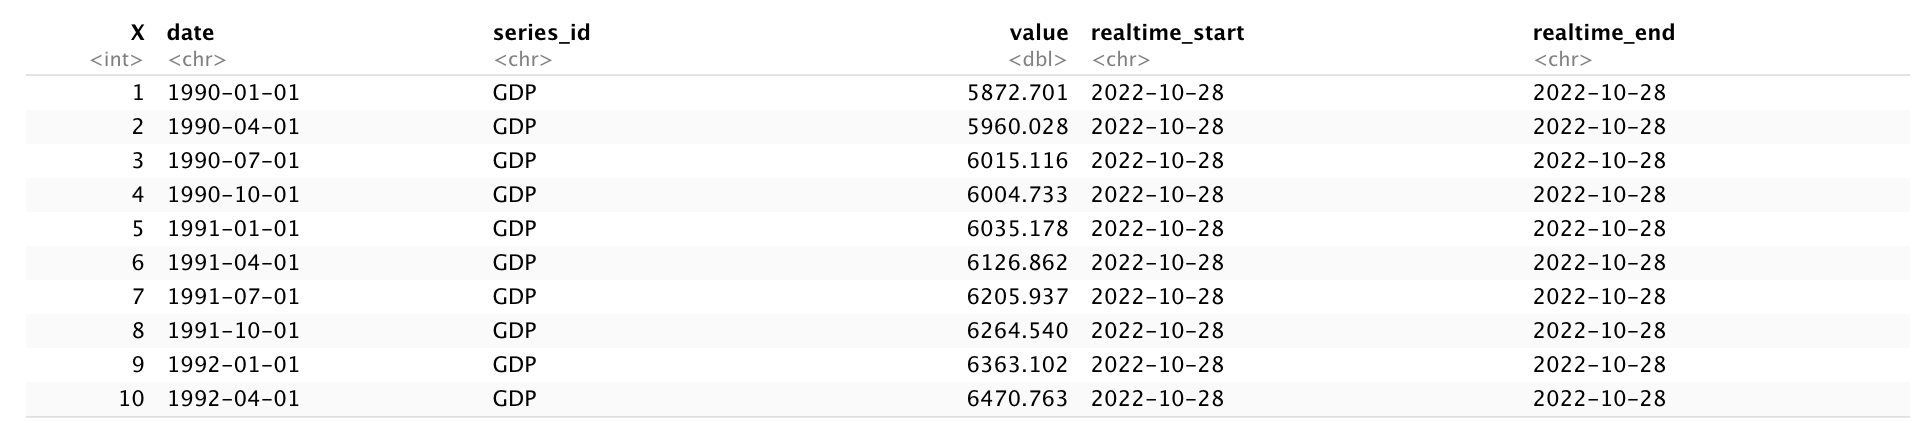 X date series_id value realtime_start realtime_end
<int> <chr> <chr> <dbl> <chr> <chr>
1 1990-01-01 GDP 5872.701 2022-10-28 2022-10-28
2 1990-04-01 GDP 5960.028 2022-10-28 2022-10-28
3 1990-07-01 GDP 6015.116 2022-10-28 2022-10-28
4 1990-10-01 GDP 6004.733 2022-10-28 2022-10-28
5 1991-01-01 GDP 6035.178 2022-10-28 2022-10-28
6 1991-04-01 GDP 6126.862 2022-10-28 2022-10-28
7 1991-07-01 GDP 6205.937 2022-10-28 2022-10-28
8 1991-10-01 GDP 6264.540 2022-10-28 2022-10-28
9 1992-01-01 GDP 6363.102 2022-10-28 2022-10-28
10 1992-04-01 GDP 6470.763 2022-10-28 2022-10-28